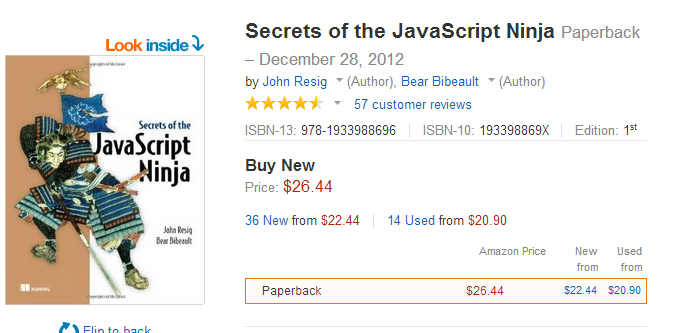 Look inside
Secrets of the JavaScript Ninja Paperback
– December 28, 2012
by John Resig (Author), Bear Bibeault (Author)
57 customer reviews
ISBN-13: 978-1933988696 | ISBN-10: 193398869X | Edition: 1st
Secrets of the
JavaScript
Ninja
John Resig
Bear Bibeault
MANNING
Buy New
Price: $26.44
36 New from $22.44 | 14 Used from $20.90
Amazon Price New from Used from
Paperback $26.44 $22.44 $20.90
Flip to back